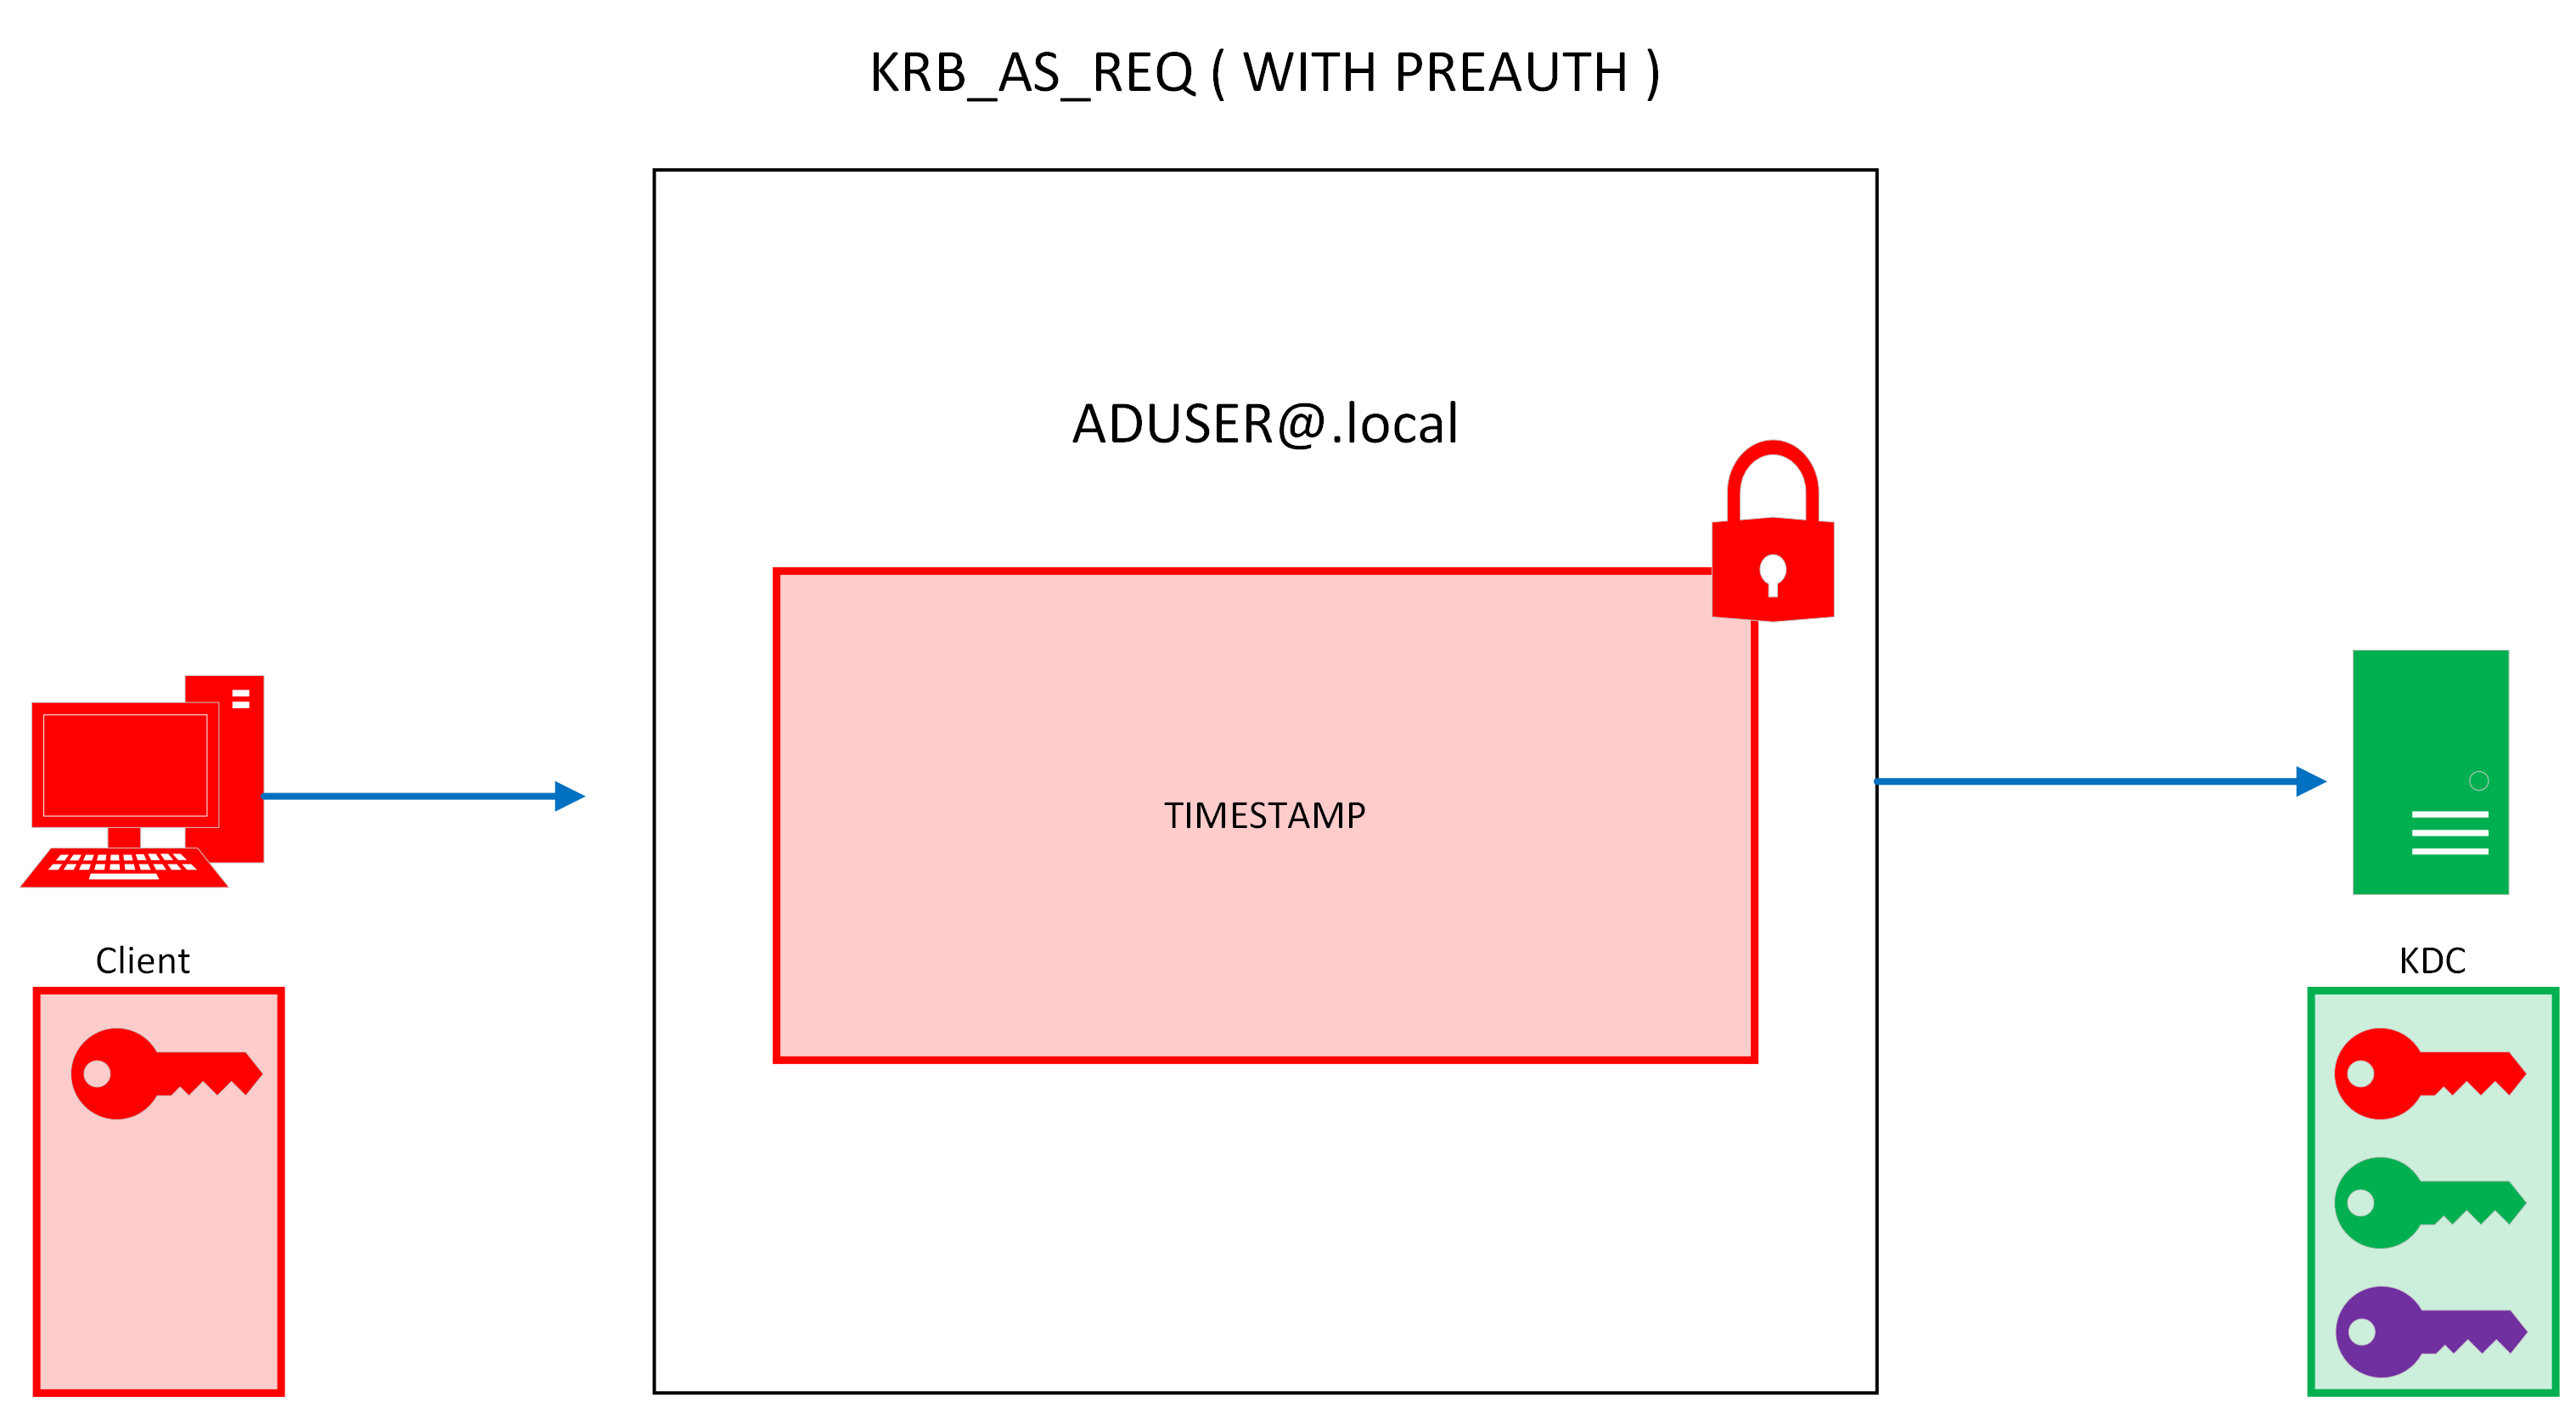 KRB_AS_REQ ( WITH PREAUTH )
ADUSER@.local
TIMESTAMP
Client
KDC